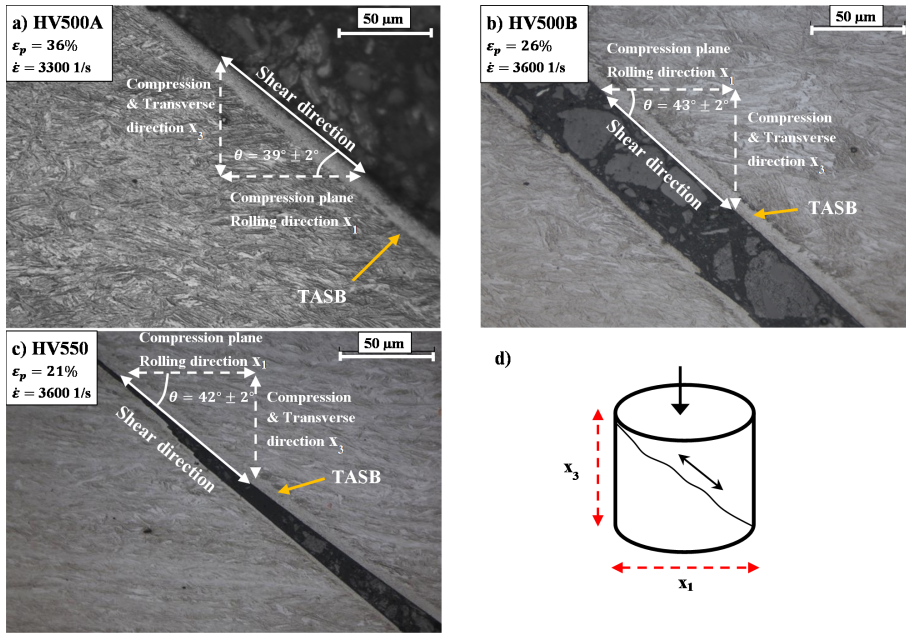 a) HV500A
εₚ = 36%
ε̇ = 3300 1/s
50 μm
Compression
& Transverse
direction X₃
Shear direction
θ = 39° ± 2°
Compression plane
Rolling direction X₁
TASB
b) HV500B
εₚ = 26%
ε̇ = 3600 1/s
50 μm
Compression plane
Rolling direction X₁
θ = 43° ± 2°
Shear direction
Compression
& Transverse
direction X₃
TASB
c) HV550
εₚ = 21%
ε̇ = 3600 1/s
50 μm
Compression plane
Rolling direction X₁
θ = 42° ± 2°
Shear direction
Compression
& Transverse
direction X₃
TASB
d)
x₃
x₁